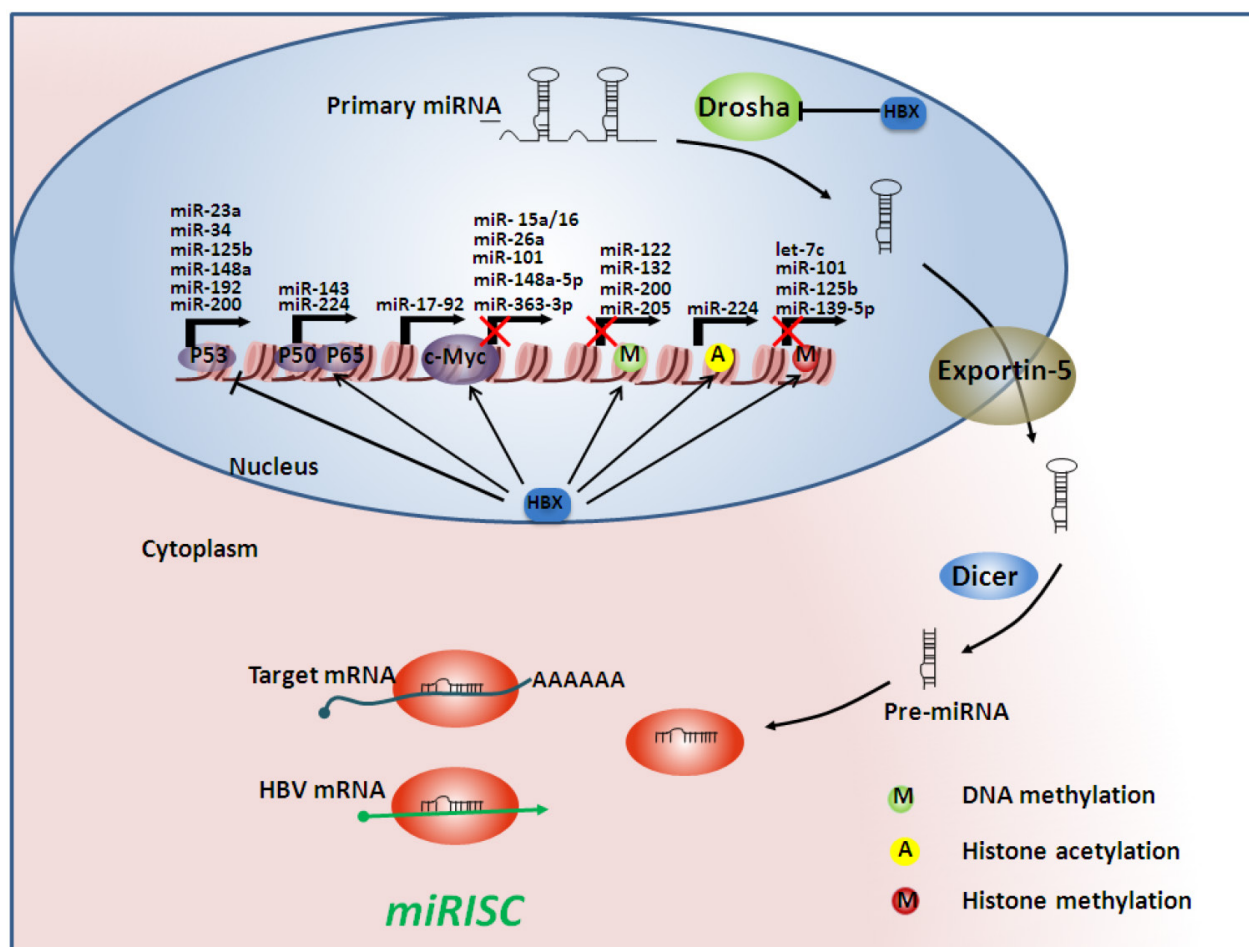 Primary miRNA
Drosha
HBX
miR-23a
miR-34
miR-125b
miR-148a
miR-192
miR-200
miR-143
miR-224
miR-17-92
miR- 15a/16
miR-26a
miR-101
miR-148a-5p
miR-363-3p
miR-122
miR-132
miR-200
miR-205
miR-224
let-7c
miR-101
miR-125b
miR-139-5p
P53
P50
P65
c-Myc
M
A
M
Exportin-5
Nucleus
HBX
Cytoplasm
Dicer
Target mRNA
AAAAAA
Pre-miRNA
HBV mRNA
M DNA methylation
A Histone acetylation
M Histone methylation
miRISC